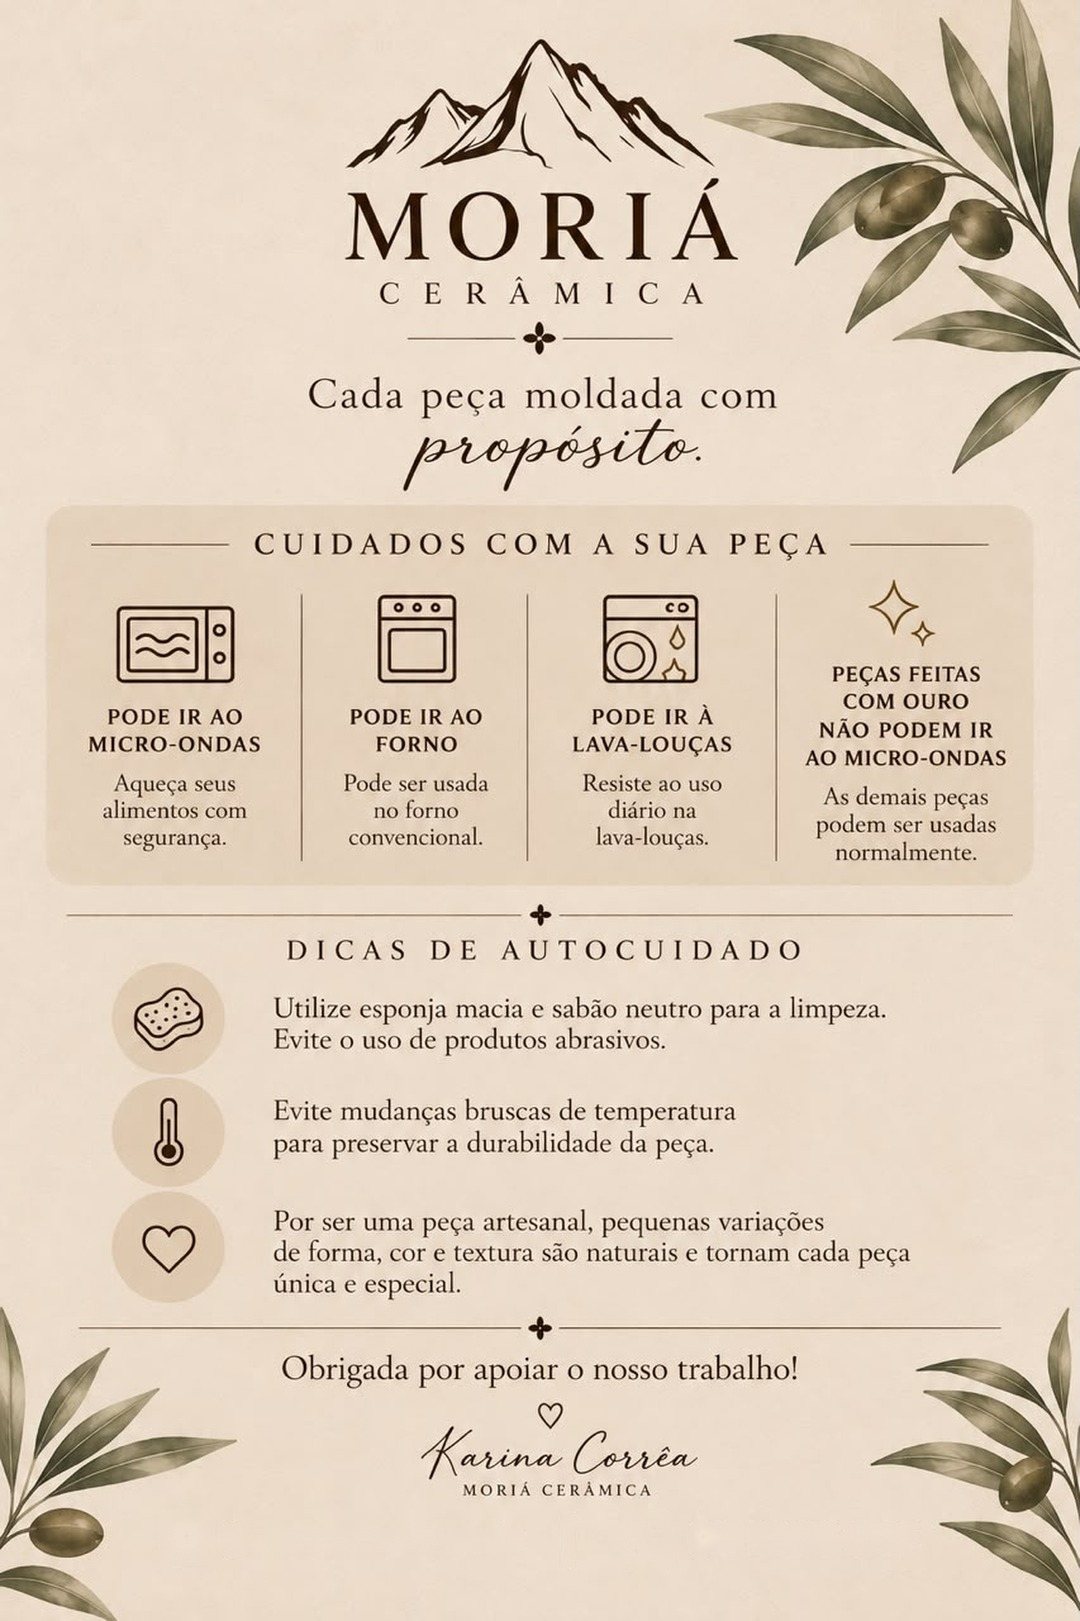 MORIÁ
CERÂMICA
Cada peça moldada com
propósito.
CUIDADOS COM A SUA PEÇA
PODE IR AO
MICRO-ONDAS
Aqueça seus
alimentos com
segurança.
PODE IR AO
FORNO
Pode ser usada
no forno
convencional.
PODE IR À
LAVA-LOUÇAS
Resiste ao uso
diário na
lava-louças.
PEÇAS FEITAS
COM OURO
NÃO PODEM IR
AO MICRO-ONDAS
As demais peças
podem ser usadas
normalmente.
DICAS DE AUTOCUIDADO
Utilize esponja macia e sabão neutro para a limpeza.
Evite o uso de produtos abrasivos.
Evite mudanças bruscas de temperatura
para preservar a durabilidade da peça.
Por ser uma peça artesanal, pequenas variações
de forma, cor e textura são naturais e tornam cada peça
única e especial.
Obrigada por apoiar o nosso trabalho!
Karina Corrêa
MORIÁ CERÂMICA